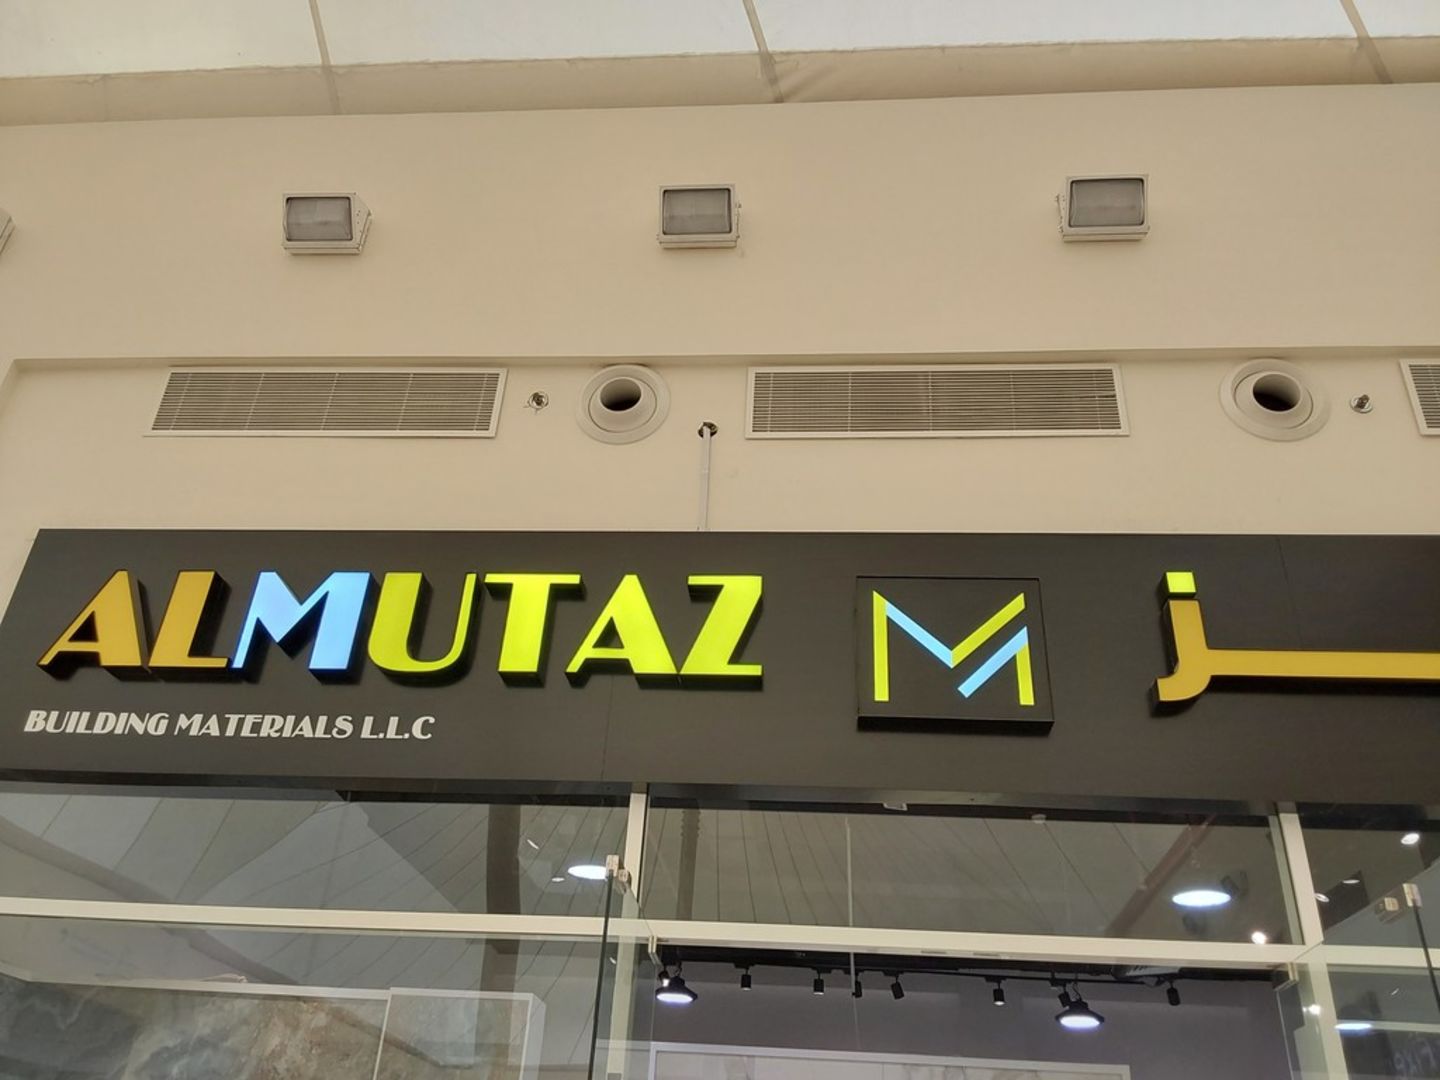 ALMUTAZ
BUILDING MATERIALS L.L.C